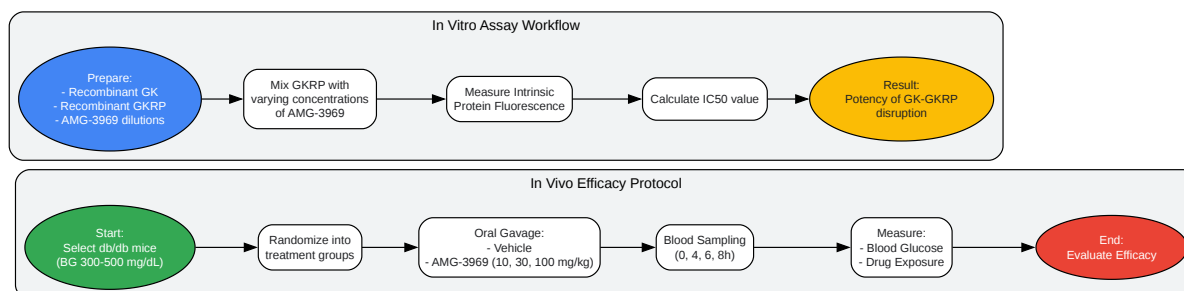 In Vitro Assay Workflow
Prepare:
- Recombinant GK
- Recombinant GKRP
- AMG-3969 dilutions
Mix GKRP with
varying concentrations
of AMG-3969
Measure Intrinsic
Protein Fluorescence
Calculate IC50 value
Result:
Potency of GK-GKRP
disruption
In Vivo Efficacy Protocol
Start:
Select db/db mice
(BG 300-500 mg/dL)
Randomize into
treatment groups
Oral Gavage:
- Vehicle
- AMG-3969 (10, 30, 100 mg/kg)
Blood Sampling
(0, 4, 6, 8h)
Measure:
- Blood Glucose
- Drug Exposure
End:
Evaluate Efficacy